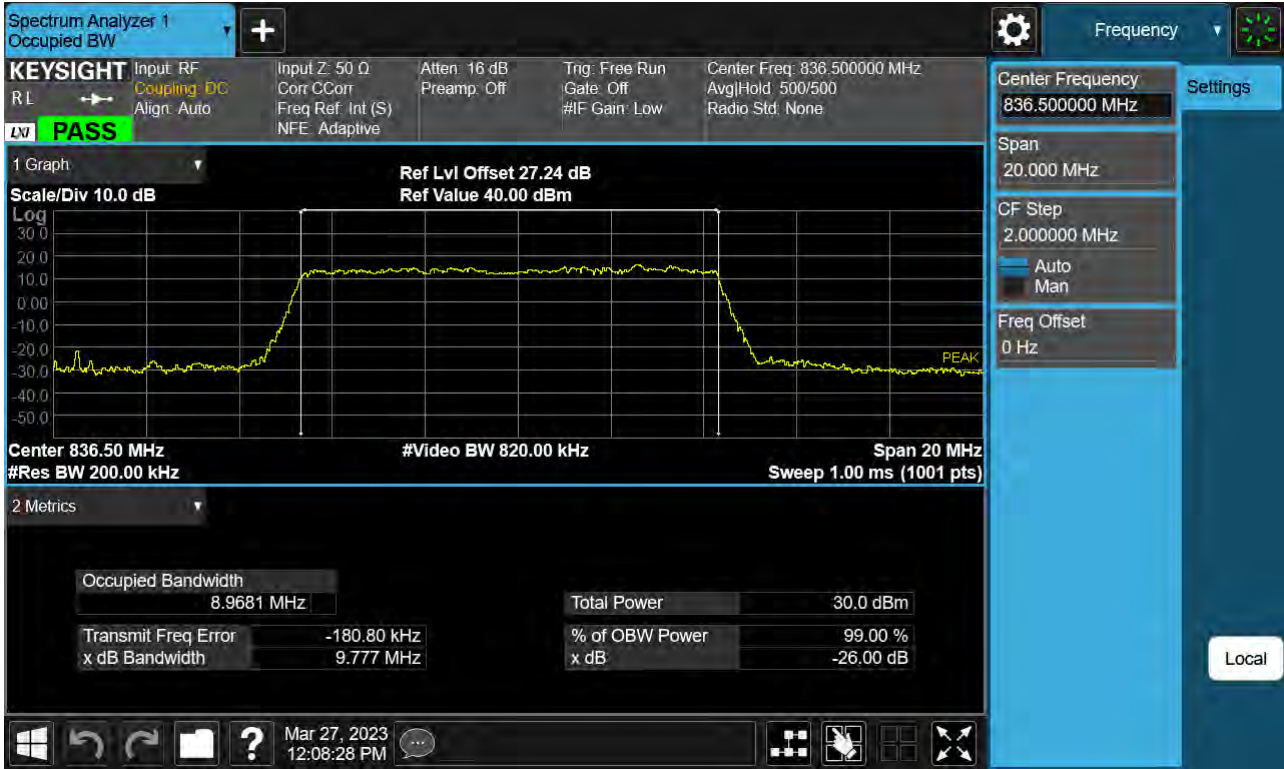 Spectrum Analyzer 1
Occupied BW
Frequency
KEYSIGHT
R L
LXI PASS
Input: RF
Coupling: DC
Align: Auto
Input Z: 50 Ω
Corr CCorr
Freq Ref: Int (S)
NFE: Adaptive
Atten: 16 dB
Preamp: Off
Trig: Free Run
Gate: Off
#IF Gain: Low
Center Freq: 836.500000 MHz
Avg|Hold: 500/500
Radio Std: None
Center Frequency
836.500000 MHz
Settings
Span
20.000 MHz
CF Step
2.000000 MHz
Auto
Man
Freq Offset
0 Hz
Local
1 Graph
Scale/Div 10.0 dB
Ref Lvl Offset 27.24 dB
Ref Value 40.00 dBm
Log
30.0
20.0
10.0
0.00
-10.0
-20.0
-30.0
-40.0
-50.0
PEAK
Center 836.50 MHz
#Video BW 820.00 kHz
Span 20 MHz
#Res BW 200.00 kHz
Sweep 1.00 ms (1001 pts)
2 Metrics
Occupied Bandwidth
8.9681 MHz
Total Power 30.0 dBm
Transmit Freq Error -180.80 kHz
% of OBW Power 99.00 %
x dB Bandwidth 9.777 MHz
x dB -26.00 dB
?
Mar 27, 2023
12:08:28 PM